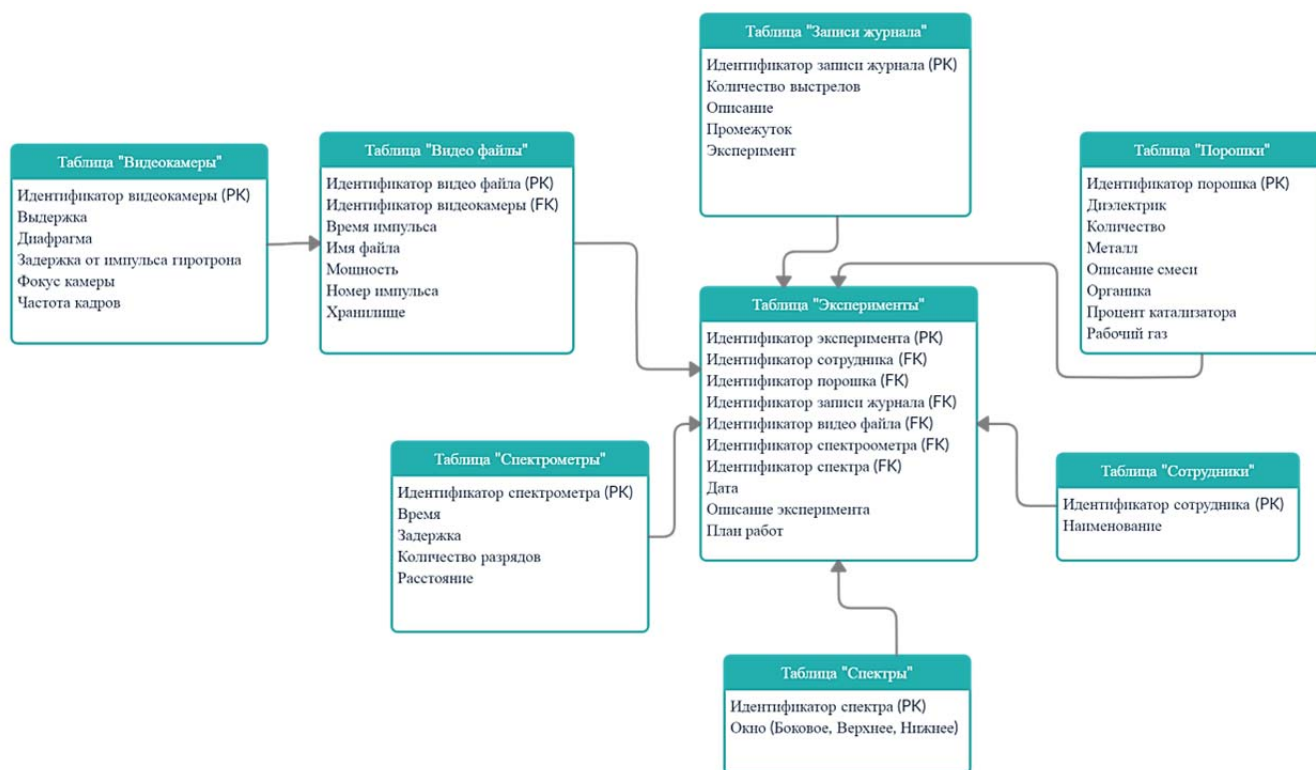 Таблица "Записи журнала"
Идентификатор записи журнала (PK)
Количество выстрелов
Описание
Промежуток
Эксперимент
Таблица "Видеокамеры"
Идентификатор видеокамеры (PK)
Выдержка
Диафрагма
Задержка от импульса гиротрона
Фокус камеры
Частота кадров
Таблица "Видео файлы"
Идентификатор видео файла (PK)
Идентификатор видеокамеры (FK)
Время импульса
Имя файла
Мощность
Номер импульса
Хранилище
Таблица "Порошки"
Идентификатор порошка (PK)
Диэлектрик
Количество
Металл
Описание смеси
Органика
Процент катализатора
Рабочий газ
Таблица "Эксперименты"
Идентификатор эксперимента (PK)
Идентификатор сотрудника (FK)
Идентификатор порошка (FK)
Идентификатор записи журнала (FK)
Идентификатор видео файла (FK)
Идентификатор спектроометра (FK)
Идентификатор спектра (FK)
Дата
Описание эксперимента
План работ
Таблица "Спектрометры"
Идентификатор спектрометра (PK)
Время
Задержка
Количество разрядов
Расстояние
Таблица "Сотрудники"
Идентификатор сотрудника (PK)
Наименование
Таблица "Спектры"
Идентификатор спектра (PK)
Окно (Боковое, Верхнее, Нижнее)